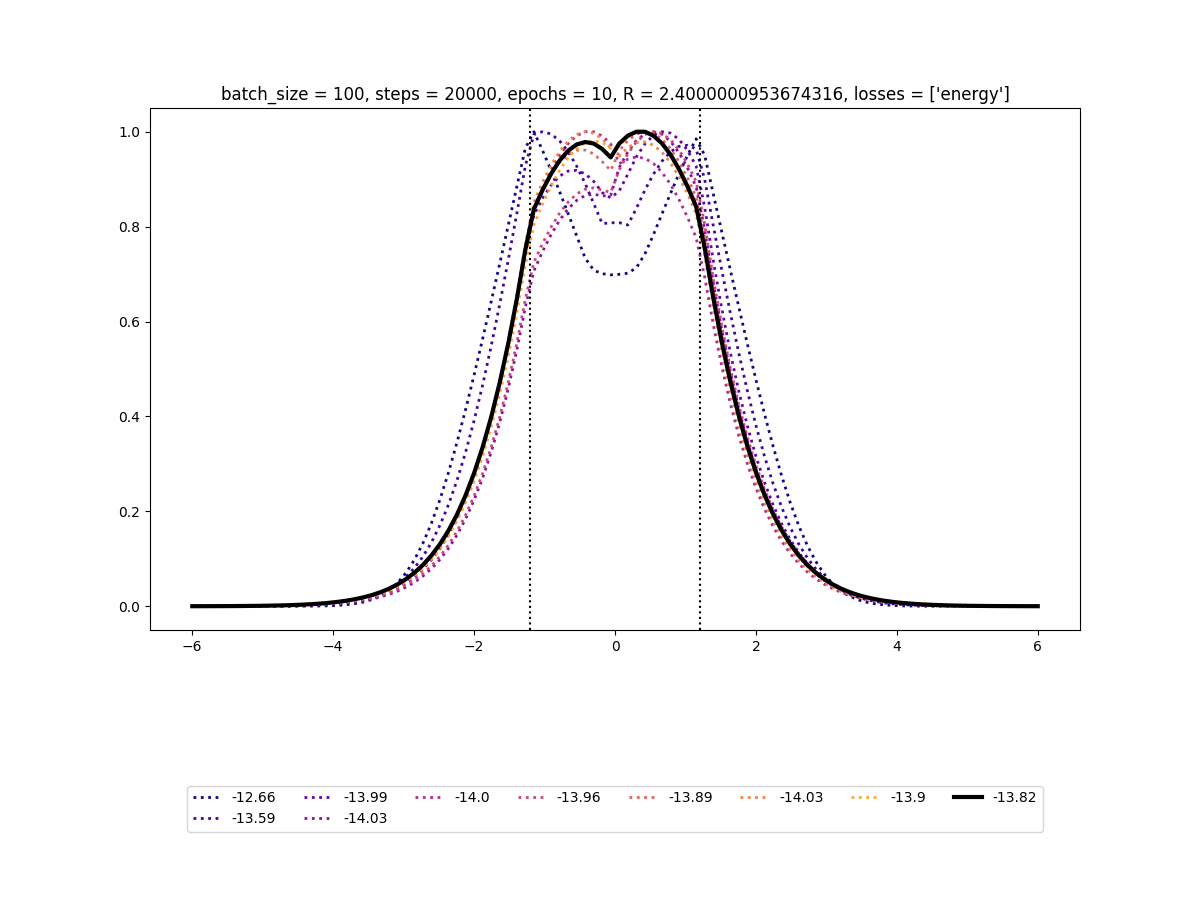 batch_size = 100, steps = 20000, epochs = 10, R = 2.4000000953674316, losses = ['energy']
1.0
0.8
0.6
0.4
0.2
0.0
−6 −4 −2 0 2 4 6
-12.66 -13.99 -14.0 -13.96 -13.89 -14.03 -13.9 -13.82
-13.59 -14.03